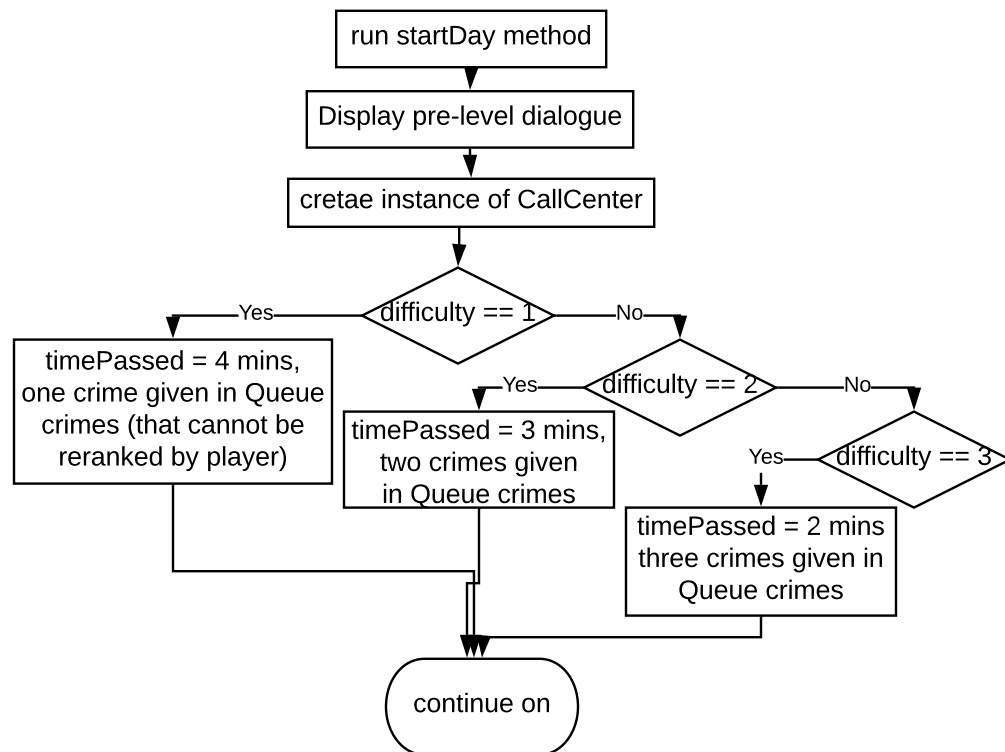 run startDay method
Display pre-level dialogue
cretae instance of CallCenter
difficulty == 1
Yes
No
timePassed = 4 mins,
one crime given in Queue
crimes (that cannot be
reranked by player)
difficulty == 2
Yes
No
timePassed = 3 mins,
two crimes given
in Queue crimes
difficulty == 3
Yes
timePassed = 2 mins
three crimes given in
Queue crimes
continue on